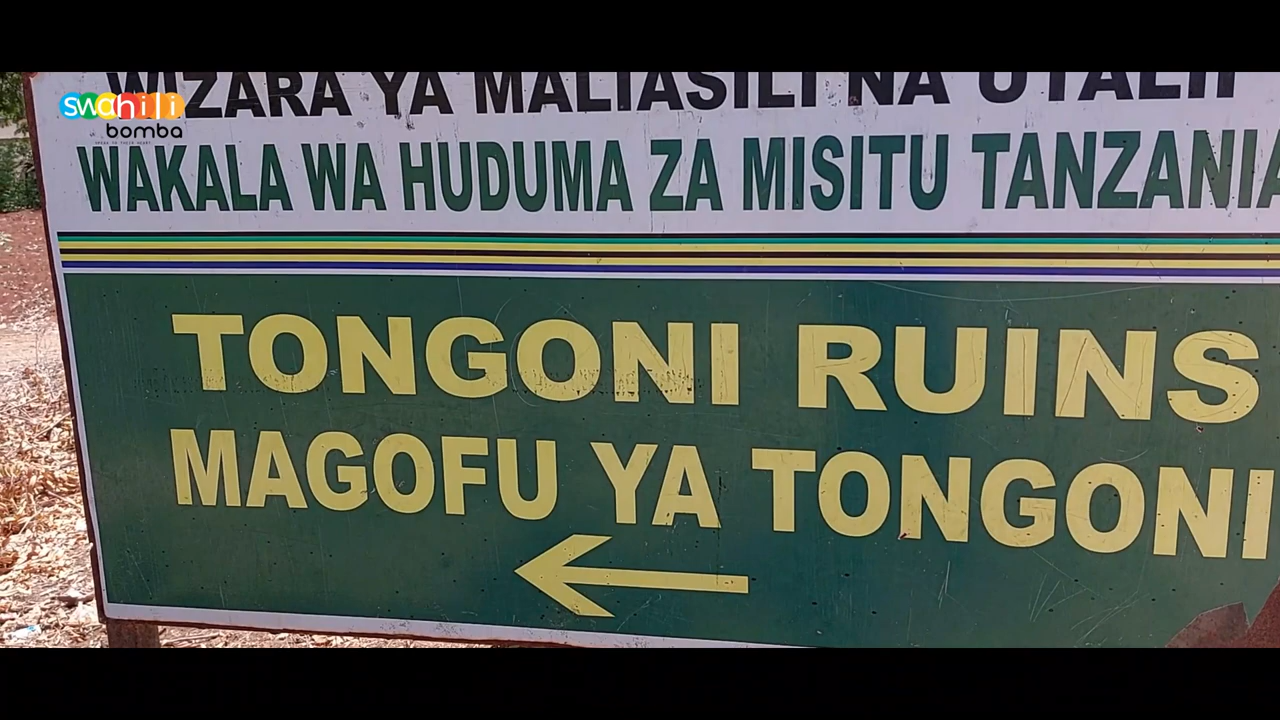 WIZARA YA MALIASILI NA UTALII
swahili
bomba
WAKALA WA HUDUMA ZA MISITU TANZANIA
TONGONI RUINS
MAGOFU YA TONGONI